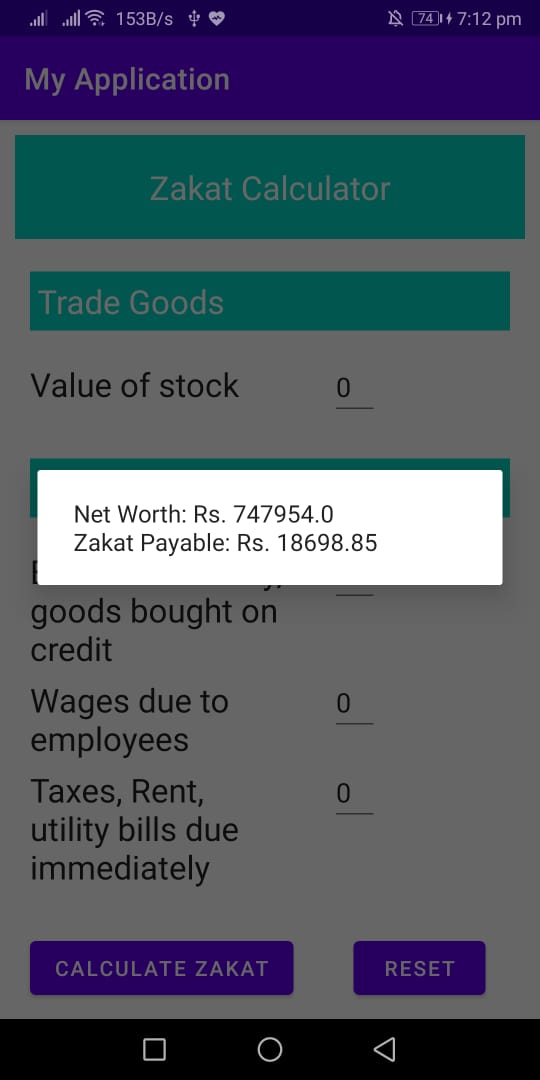 153B/s 74 7:12 pm
My Application
Zakat Calculator
Trade Goods
Value of stock 0
Net Worth: Rs. 747954.0
Zakat Payable: Rs. 18698.85
goods bought on
credit
Wages due to 0
employees
Taxes, Rent, 0
utility bills due
immediately
CALCULATE ZAKAT RESET